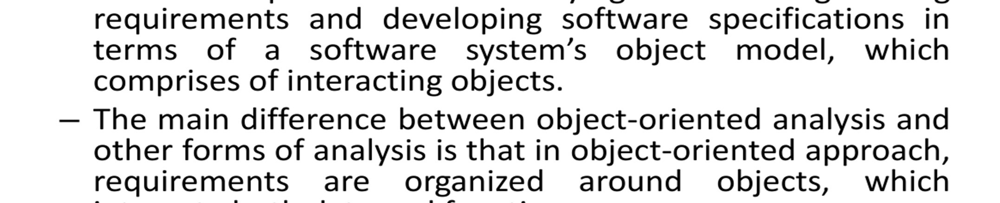 requirements and developing software specifications in
terms of a software system’s object model, which
comprises of interacting objects.
– The main difference between object-oriented analysis and
other forms of analysis is that in object-oriented approach,
requirements are organized around objects, which